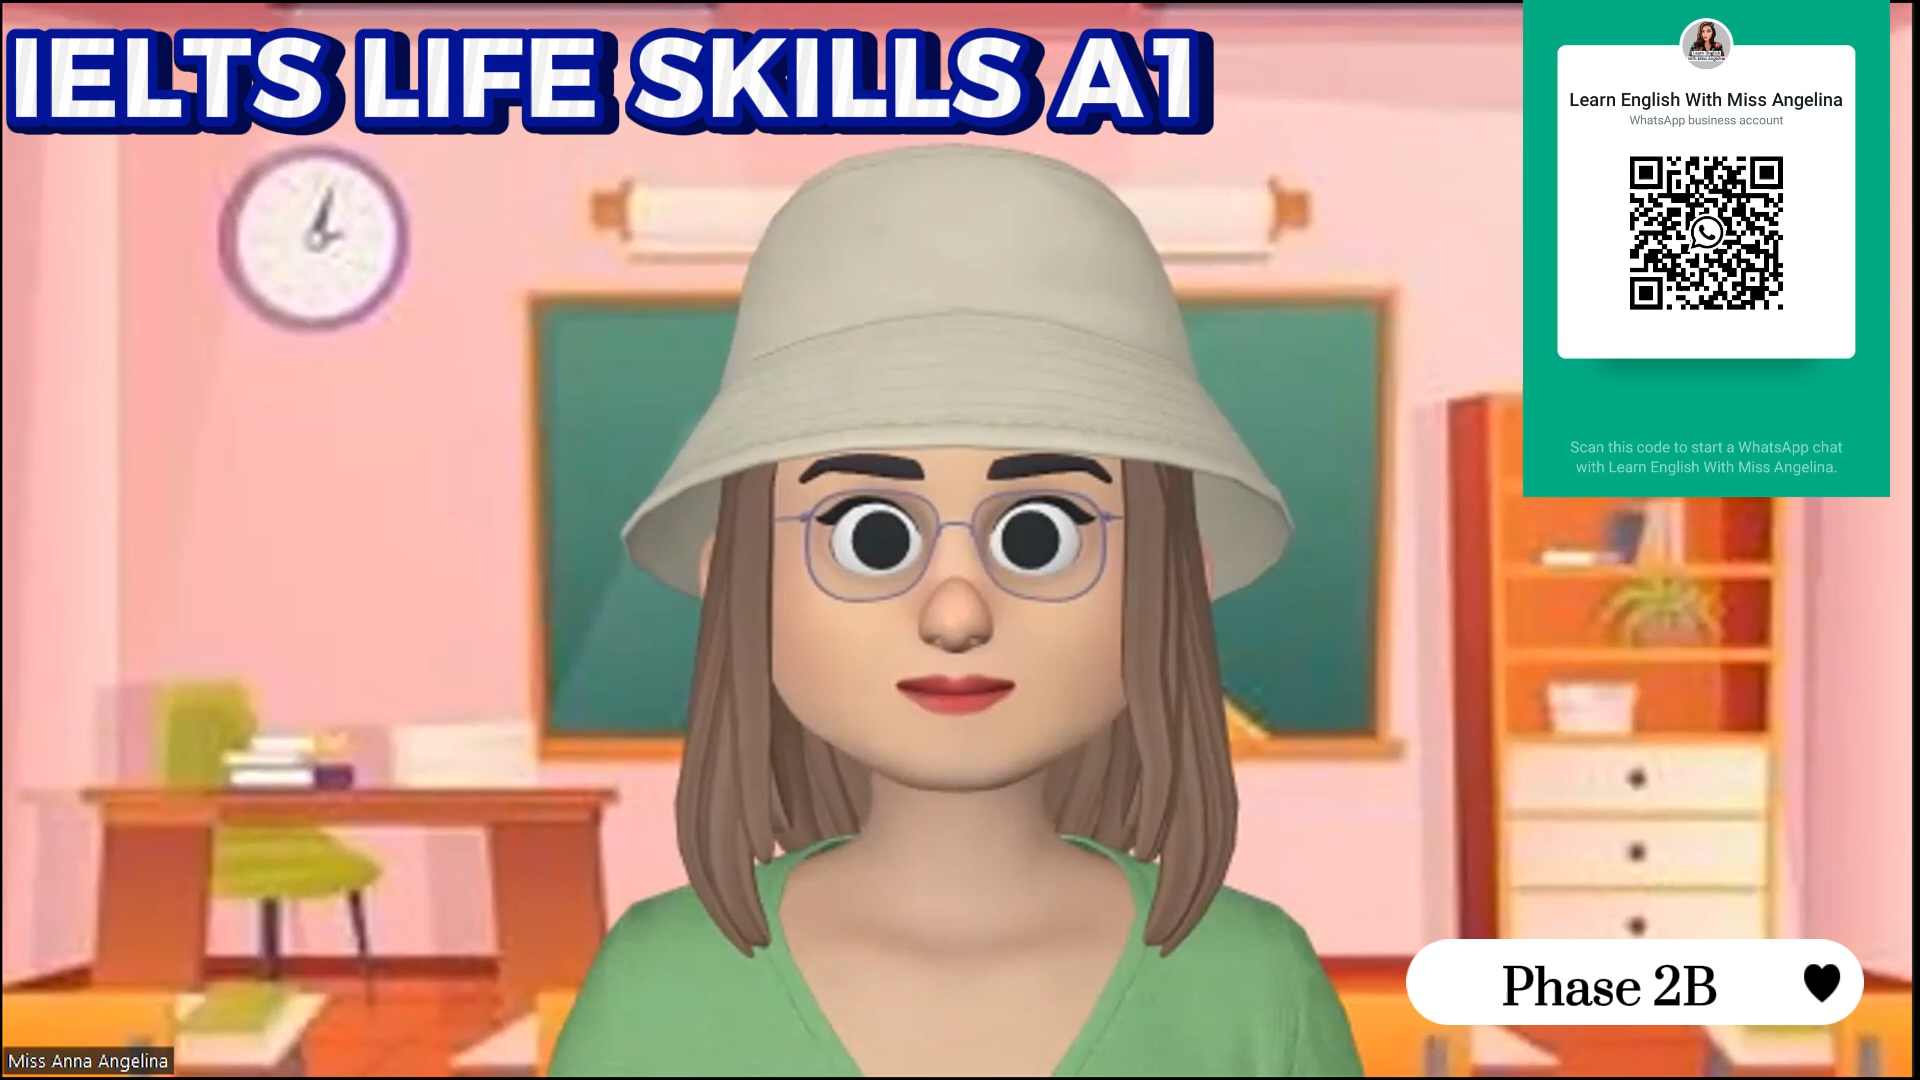 IELTS LIFE SKILLS A1
Learn English With Miss Angelina
WhatsApp business account
Scan this code to start a WhatsApp chat
with Learn English With Miss Angelina.
Phase 2B
Miss Anna Angelina